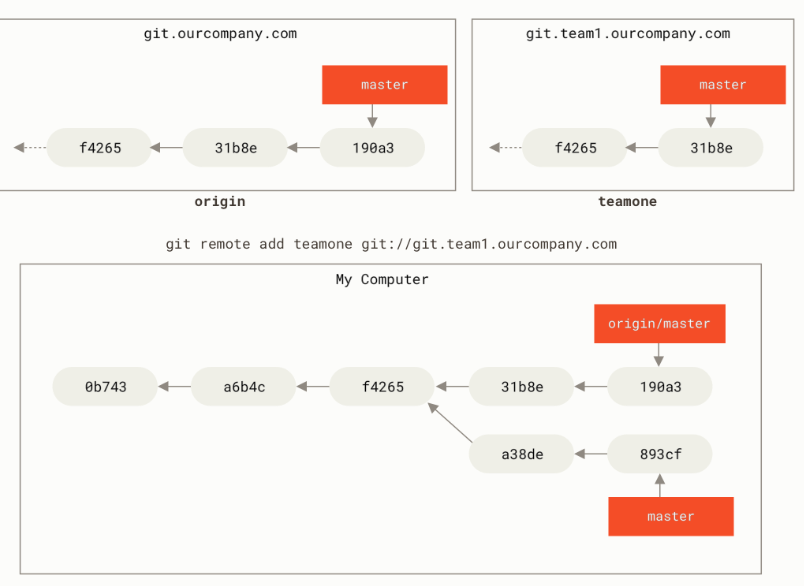 git.ourcompany.com
master
f4265
31b8e
190a3
origin
git.team1.ourcompany.com
master
f4265
31b8e
teamone
git remote add teamone git://git.team1.ourcompany.com
My Computer
origin/master
0b743
a6b4c
f4265
31b8e
190a3
a38de
893cf
master